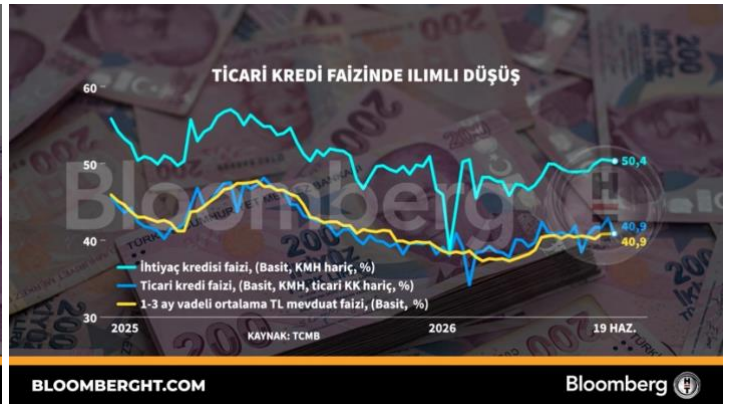 TİCARİ KREDİ FAİZİNDE ILIMLI DÜŞÜŞ
60
50
40
30
50,4
40,9
40,9
Bloomberg
HT
İhtiyaç kredisi faizi, (Basit, KMH hariç, %)
Ticari kredi faizi, (Basit, KMH, ticari KK hariç, %)
1-3 ay vadeli ortalama TL mevduat faizi, (Basit, %)
2025
2026
19 HAZ.
KAYNAK: TCMB
BLOOMBERGHT.COM
Bloomberg HT